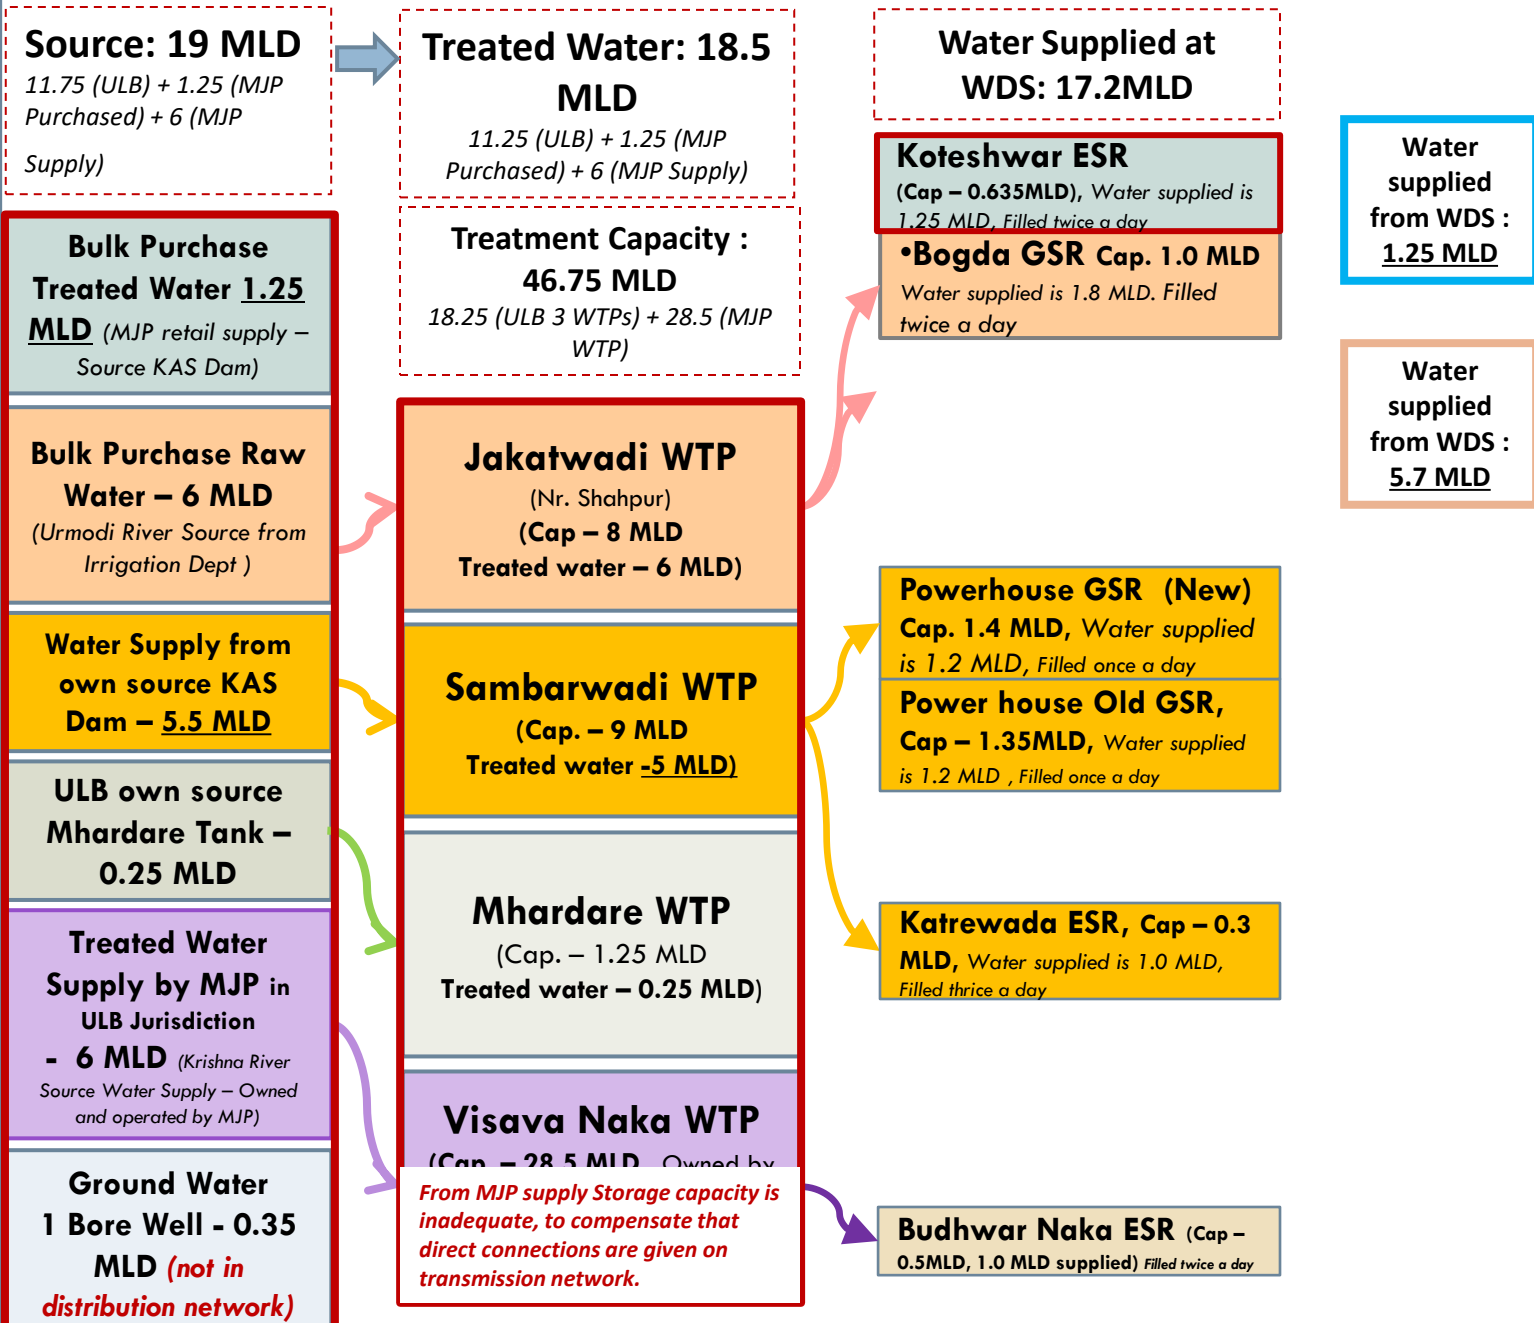 Source: 19 MLD
11.75 (ULB) + 1.25 (MJP
Purchased) + 6 (MJP
Supply)
Treated Water: 18.5
MLD
11.25 (ULB) + 1.25 (MJP
Purchased) + 6 (MJP Supply)
Water Supplied at
WDS: 17.2MLD
Treatment Capacity :
46.75 MLD
18.25 (ULB 3 WTPs) + 28.5 (MJP
WTP)
Bulk Purchase
Treated Water 1.25
MLD (MJP retail supply –
Source KAS Dam)
Bulk Purchase Raw
Water – 6 MLD
(Urmodi River Source from
Irrigation Dept )
Water Supply from
own source KAS
Dam – 5.5 MLD
ULB own source
Mhardare Tank –
0.25 MLD
Treated Water
Supply by MJP in
ULB Jurisdiction
- 6 MLD (Krishna River
Source Water Supply – Owned
and operated by MJP)
Ground Water
1 Bore Well - 0.35
MLD (not in
distribution network)
Jakatwadi WTP
(Nr. Shahpur)
(Cap – 8 MLD
Treated water – 6 MLD)
Sambarwadi WTP
(Cap. – 9 MLD
Treated water -5 MLD)
Mhardare WTP
(Cap. – 1.25 MLD
Treated water – 0.25 MLD)
Visava Naka WTP
(Cap. – 28.5 MLD Owned by
From MJP supply Storage capacity is
inadequate, to compensate that
direct connections are given on
transmission network.
Koteshwar ESR
(Cap – 0.635MLD), Water supplied is
1.25 MLD, Filled twice a day
•Bogda GSR Cap. 1.0 MLD
Water supplied is 1.8 MLD. Filled
twice a day
Powerhouse GSR (New)
Cap. 1.4 MLD, Water supplied
is 1.2 MLD, Filled once a day
Power house Old GSR,
Cap – 1.35MLD, Water supplied
is 1.2 MLD , Filled once a day
Katrewada ESR, Cap – 0.3
MLD, Water supplied is 1.0 MLD,
Filled thrice a day
Budhwar Naka ESR (Cap –
0.5MLD, 1.0 MLD supplied) Filled twice a day
Water
supplied
from WDS :
1.25 MLD
Water
supplied
from WDS :
5.7 MLD